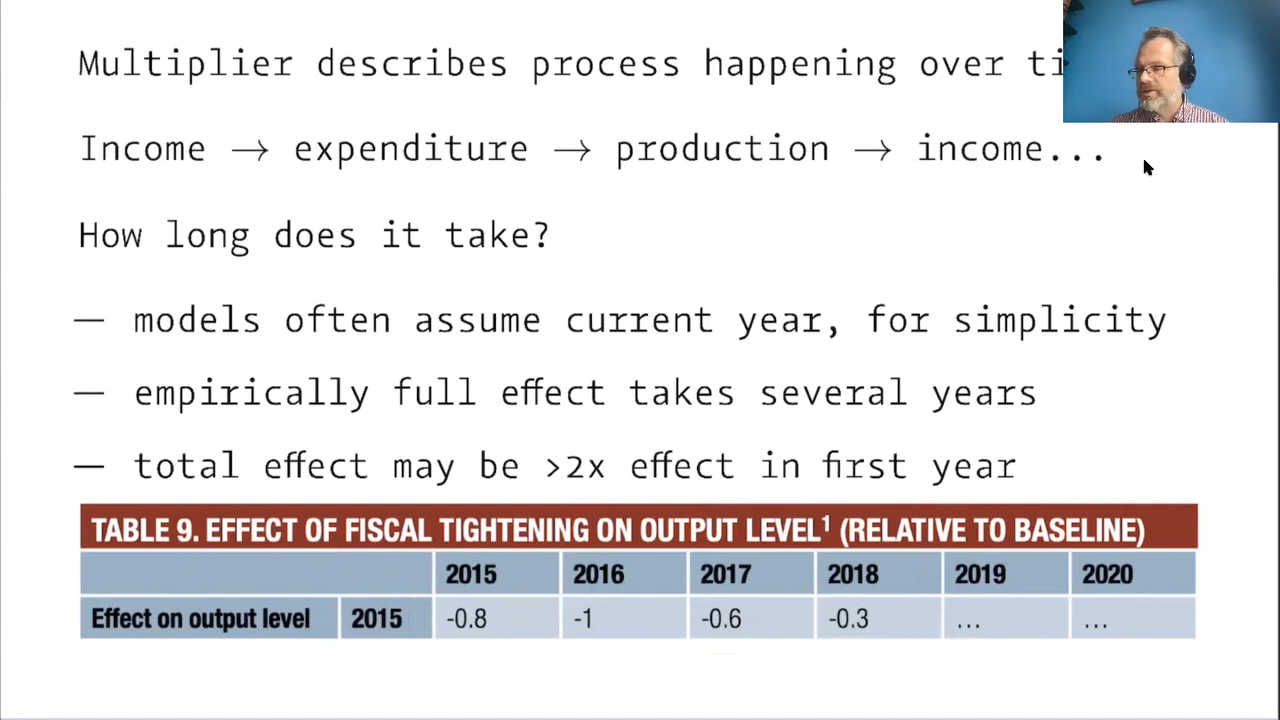 Multiplier describes process happening over ti
Income → expenditure → production → income...
How long does it take?
— models often assume current year, for simplicity
— empirically full effect takes several years
— total effect may be >2x effect in first year
TABLE 9. EFFECT OF FISCAL TIGHTENING ON OUTPUT LEVEL¹ (RELATIVE TO BASELINE)
2015 2016 2017 2018 2019 2020
Effect on output level 2015 -0.8 -1 -0.6 -0.3 ... ...